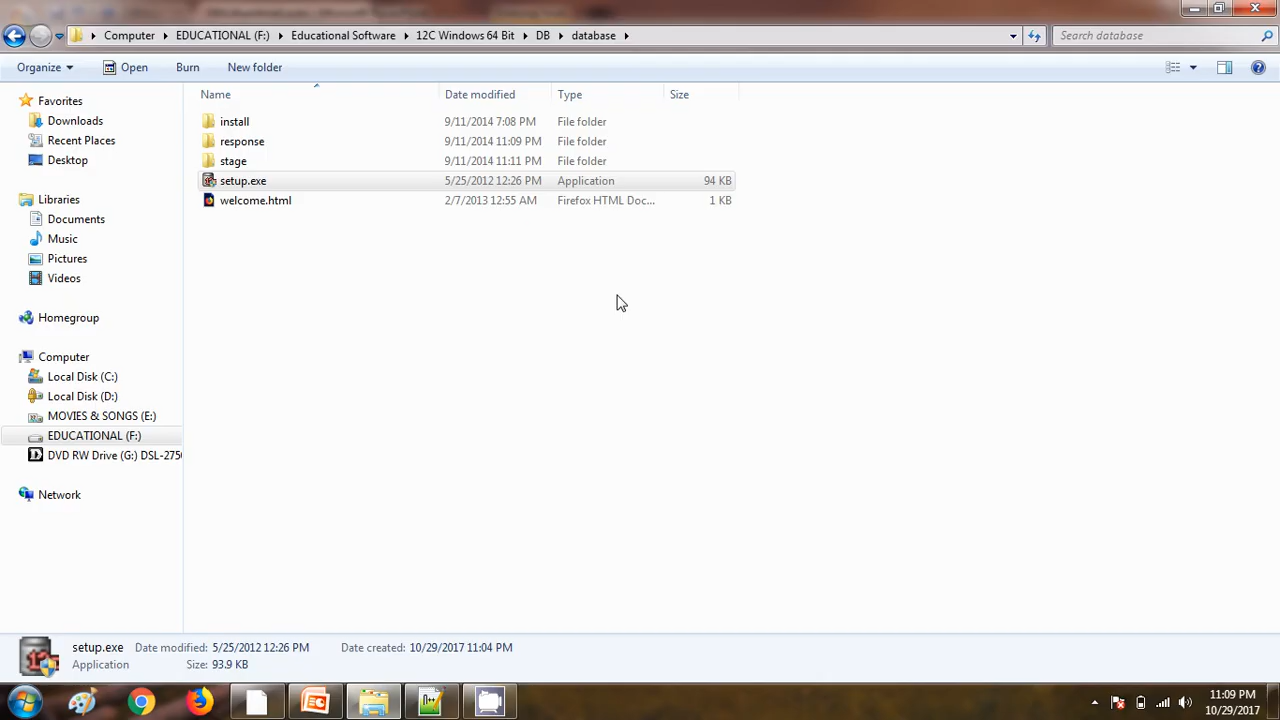 Computer EDUCATIONAL (F:) Educational Software 12C Windows 64 Bit DB database
Search database
Organize Open Burn New folder
Name Date modified Type Size
Favorites
Downloads
Recent Places
Desktop
Libraries
Documents
Music
Pictures
Videos
Homegroup
Computer
Local Disk (C:)
Local Disk (D:)
MOVIES & SONGS (E:)
EDUCATIONAL (F:)
DVD RW Drive (G:) DSL-2750
Network
install 9/11/2014 7:08 PM File folder
response 9/11/2014 11:09 PM File folder
stage 9/11/2014 11:11 PM File folder
setup.exe 5/25/2012 12:26 PM Application 94 KB
welcome.html 2/7/2013 12:55 AM Firefox HTML Doc... 1 KB
setup.exe Date modified: 5/25/2012 12:26 PM Date created: 10/29/2017 11:04 PM
Application Size: 93.9 KB
11:09 PM
10/29/2017